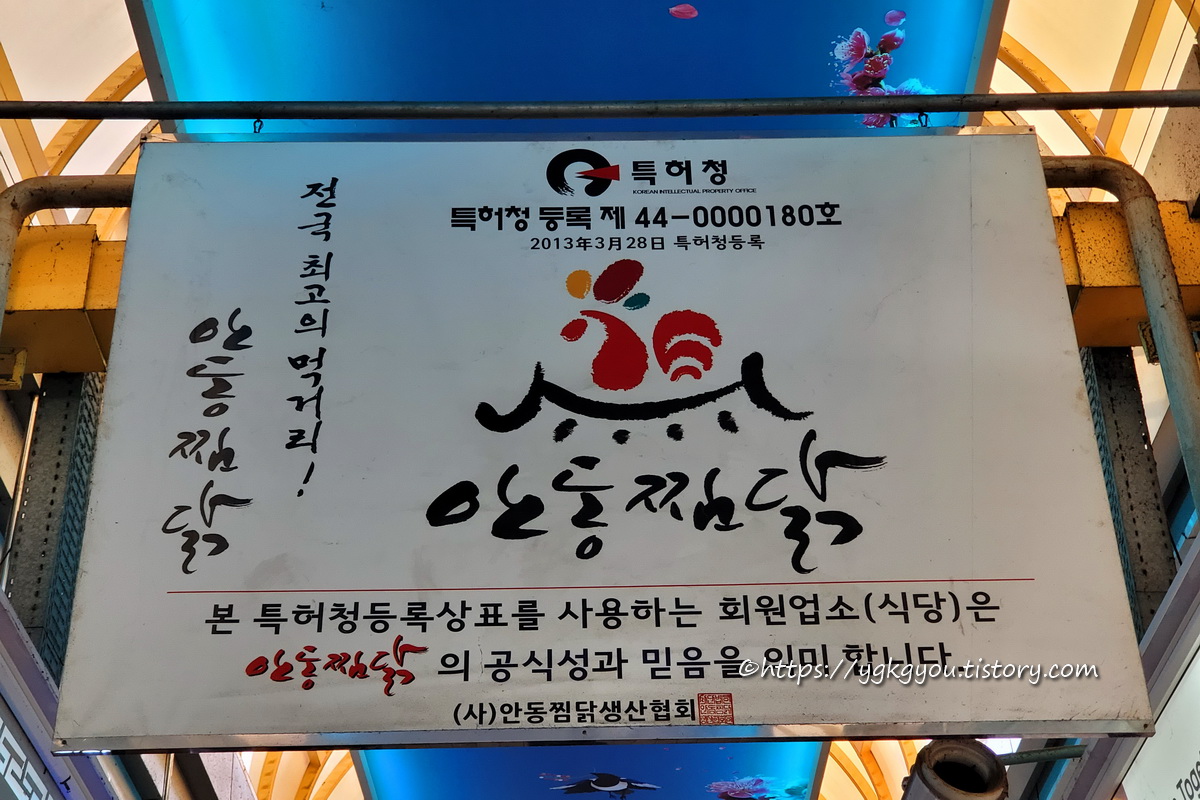 특허청
KOREAN INTELLECTUAL PROPERTY OFFICE
특허청 등록 제 44-0000180호
2013年3月28日 특허청등록
전국 최고의 먹거리!
안동찜닭
안동찜닭
본 특허청등록상표를 사용하는 회원업소(식당)은
안동찜닭의 공식성과 믿음을 의미 합니다.
©https://ygkgyou.tistory.com
(사)안동찜닭생산협회